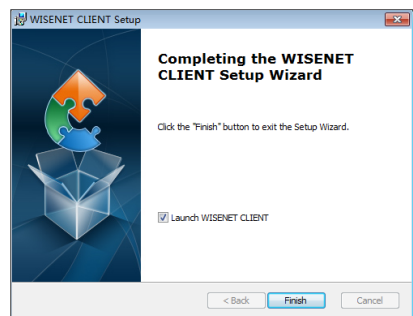 WISENET CLIENT Setup
Completing the WISENET
CLIENT Setup Wizard
Click the "Finish" button to exit the Setup Wizard.
Launch WISENET CLIENT
< Back Finish Cancel